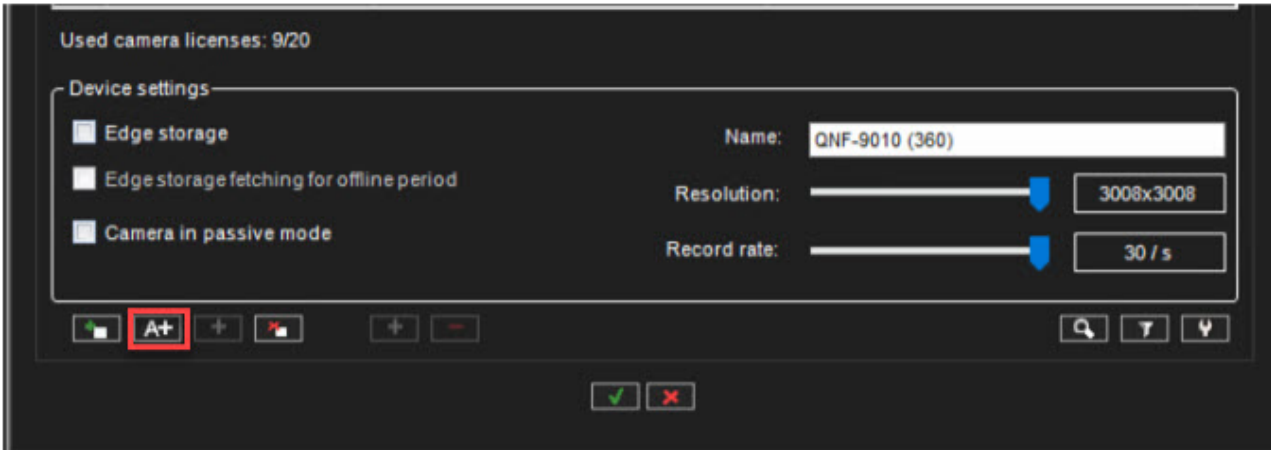 Used camera licenses: 9/20
Device settings
Edge storage
Name: QNF-9010 (360)
Edge storage fetching for offline period
Resolution: 3008x3008
Camera in passive mode
Record rate: 30 / s
A+